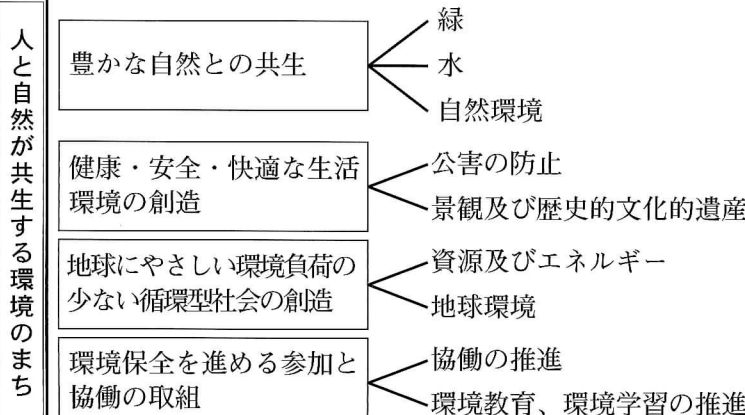 人と自然が共生する環境のまち
豊かな自然との共生
緑
水
自然環境
健康・安全・快適な生活
環境の創造
公害の防止
景観及び歴史的文化的遺産
地球にやさしい環境負荷の
少ない循環型社会の創造
資源及びエネルギー
地球環境
環境保全を進める参加と
協働の取組
協働の推進
環境教育、環境学習の推進